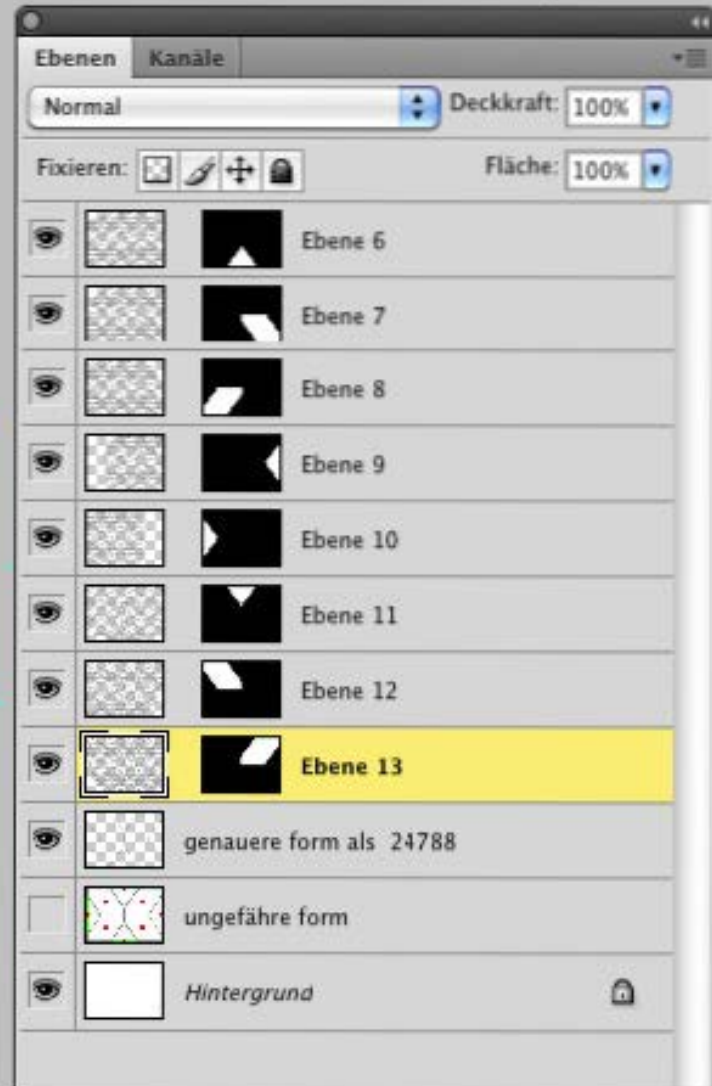 Ebenen Kanäle
Normal Deckkraft: 100%
Fixieren: Fläche: 100%
Ebene 6
Ebene 7
Ebene 8
Ebene 9
Ebene 10
Ebene 11
Ebene 12
Ebene 13
genauere form als 24788
ungefähre form
Hintergrund